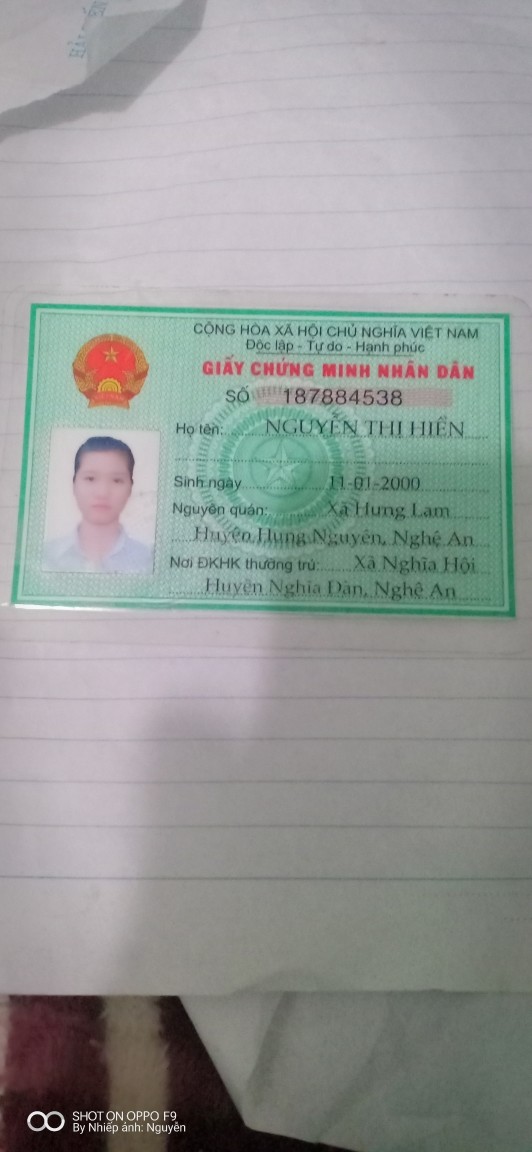 CỘNG HÒA XÃ HỘI CHỦ NGHĨA VIỆT NAM
Độc lập - Tự do - Hạnh phúc
GIẤY CHỨNG MINH NHÂN DÂN
SỐ 187884538
Họ tên: NGUYỄN THỊ HIỀN
Sinh ngày 11-01-2000
Nguyên quán: Xã Hưng Lam
Huyện Hưng Nguyên, Nghệ An
Nơi ĐKHK thường trú: Xã Nghĩa Hội
Huyện Nghĩa Đàn, Nghệ An
SHOT ON OPPO F9
By Nhiếp ảnh: Nguyên